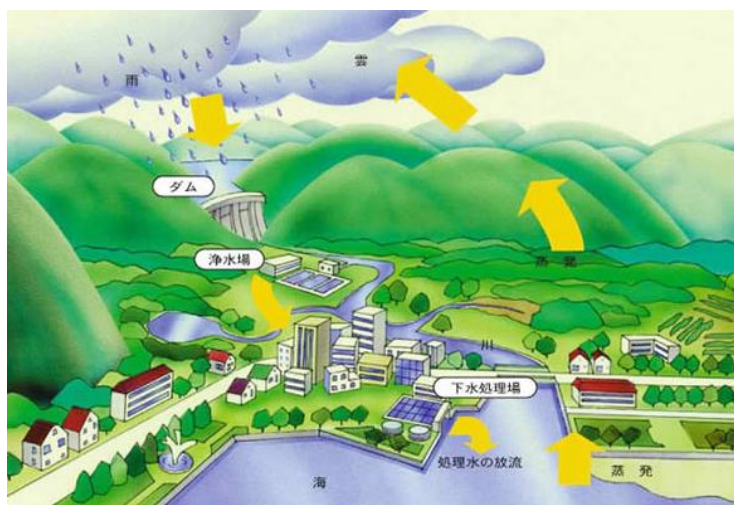 雨
雲
ダム
浄水場
蒸発
川
下水処理場
処理水の放流
蒸発
海